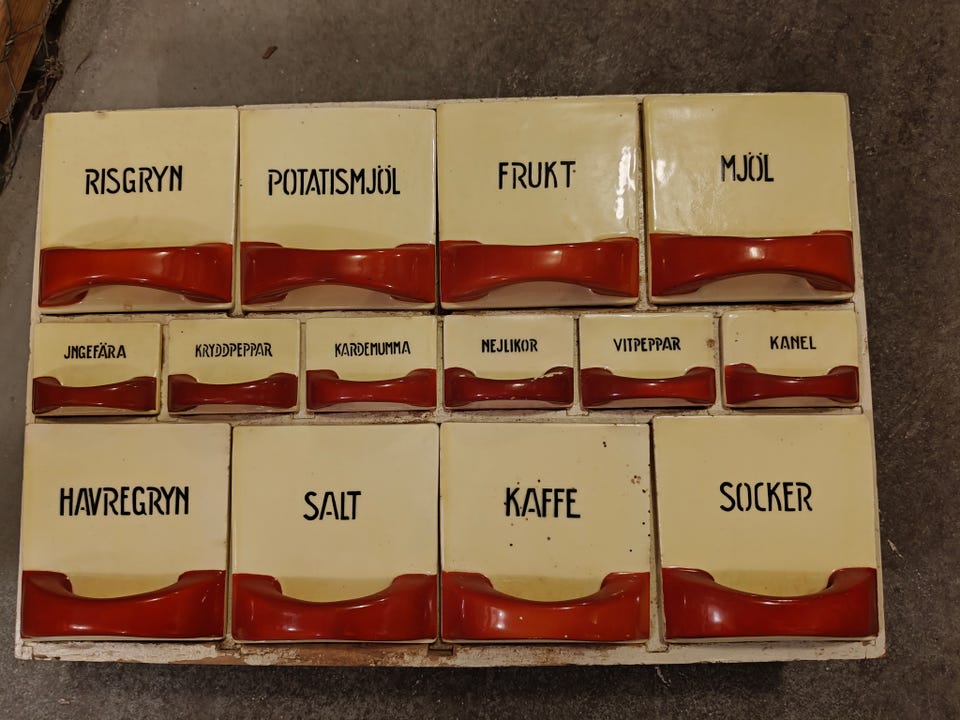 RISGRYN
POTATISMJÖL
FRUKT
MJÖL
JNGEFÄRA
KRYDDPEPPAR
KARDEMUMMA
NEJLIKOR
VITPEPPAR
KANEL
HAVREGRYN
SALT
KAFFE
SOCKER